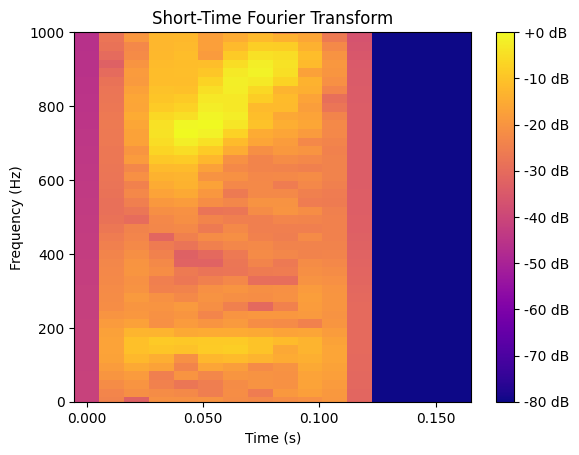 Short-Time Fourier Transform
Frequency (Hz)
1000
800
600
400
200
0
0.000
0.050
0.100
0.150
Time (s)
+0 dB
-10 dB
-20 dB
-30 dB
-40 dB
-50 dB
-60 dB
-70 dB
-80 dB